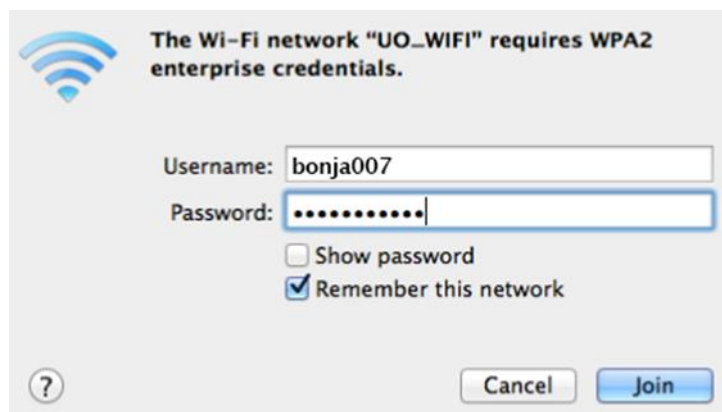 The Wi-Fi network “UO_WIFI” requires WPA2
enterprise credentials.
Username: bonja007
Password: •••••••••••
Show password
Remember this network
? Cancel Join